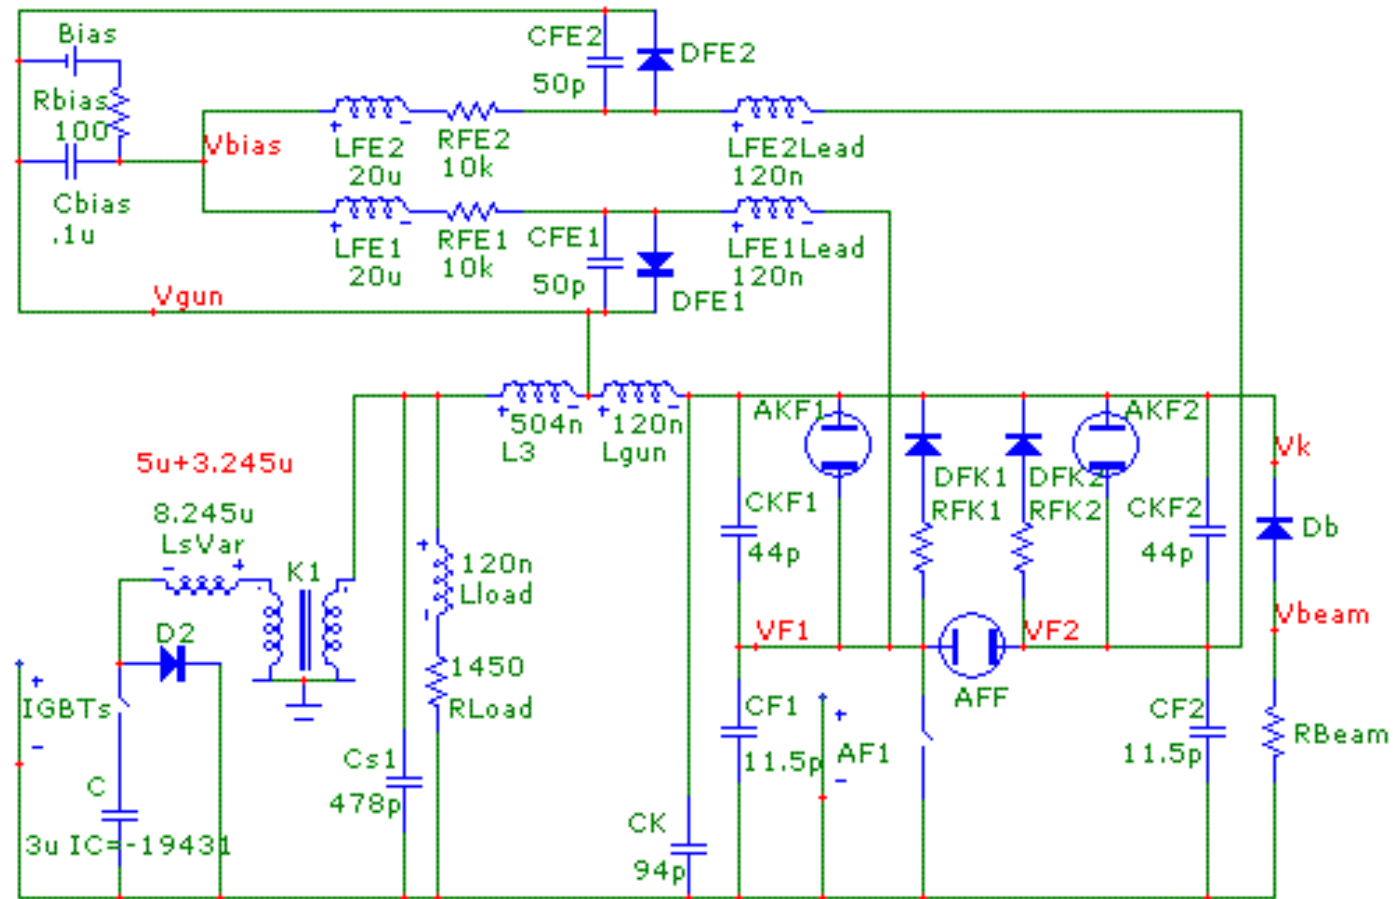 Bias
CFE2
DFE2
50p
Rbias
100
Vbias
LFE2
20u
RFE2
10k
LFE2Lead
120n
Cbias
.1u
LFE1
20u
RFE1
10k
CFE1
50p
LFE1Lead
120n
DFE1
Vgun
504n
L3
120n
Lgun
AKF1
AKF2
Vk
5u+3.245u
8.245u
LsVar
K1
DFK1
RFK1
DFK2
RFK2
CKF1
44p
CKF2
44p
Db
120n
Lload
D2
VF1
VF2
Vbeam
+
IGBTs
-
1450
RLoad
AFF
CF1
11.5p
+
AF1
-
CF2
11.5p
RBeam
Cs1
478p
C
3u IC=-19431
CK
94p